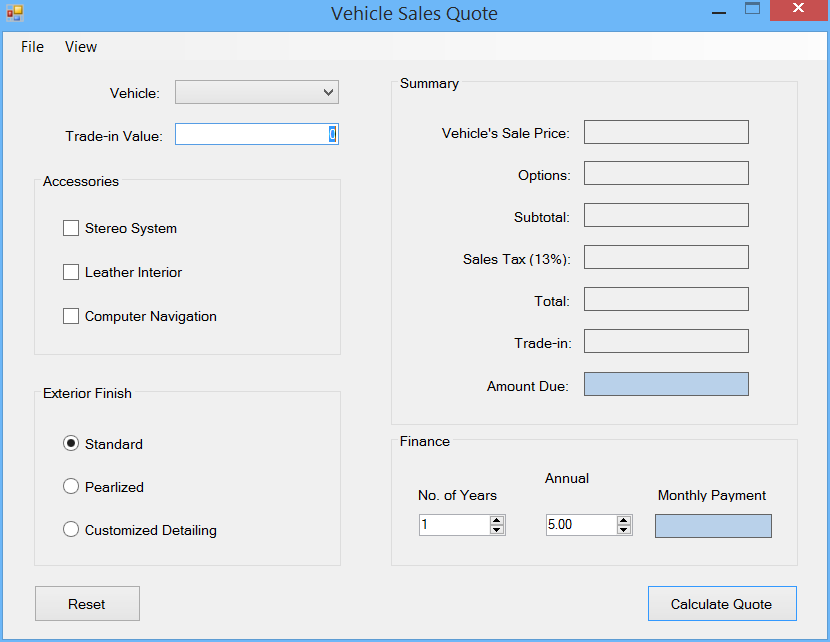 Vehicle Sales Quote
File View
Vehicle:
Trade-in Value: 0
Accessories
Stereo System
Leather Interior
Computer Navigation
Exterior Finish
Standard
Pearlized
Customized Detailing
Reset
Summary
Vehicle's Sale Price:
Options:
Subtotal:
Sales Tax (13%):
Total:
Trade-in:
Amount Due:
Finance
No. of Years
Annual
Monthly Payment
1
5.00
Calculate Quote